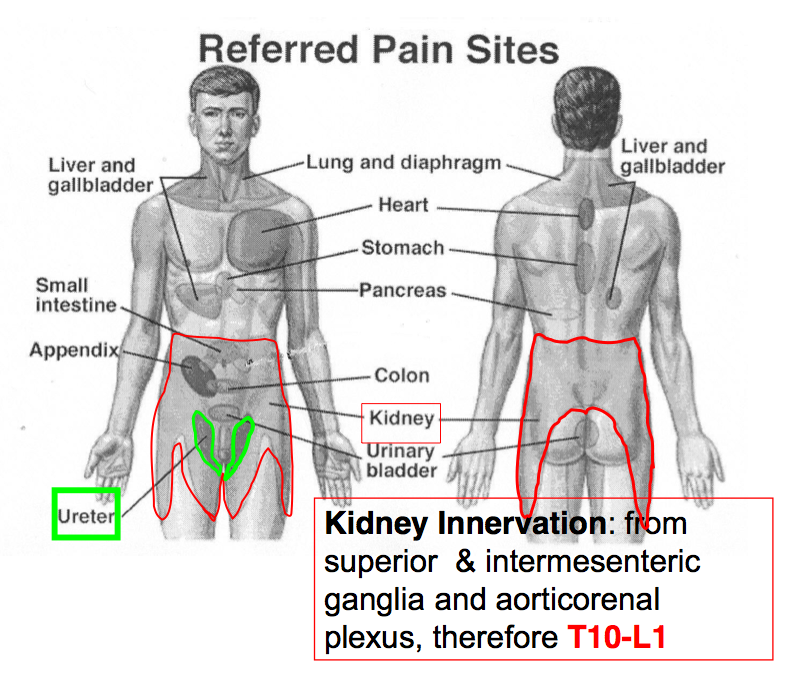 Referred Pain Sites
Liver and
gallbladder
Lung and diaphragm
Liver and
gallbladder
Heart
Stomach
Small
intestine
Pancreas
Appendix
Colon
Kidney
Urinary
bladder
Ureter
Kidney Innervation: from
superior & intermesenteric
ganglia and aorticorenal
plexus, therefore T10-L1